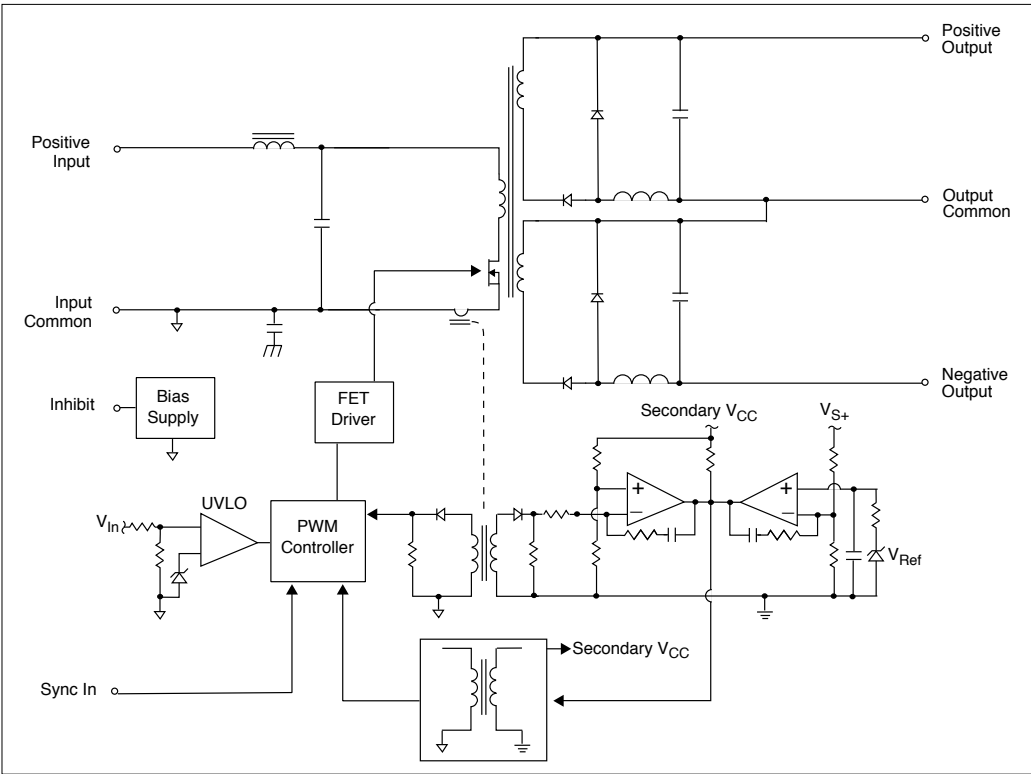 Positive
Output
Positive
Input
Output
Common
Input
Common
Negative
Output
Inhibit
Bias
Supply
FET
Driver
Secondary VCC
VS+
UVLO
VIn
PWM
Controller
+
−
+
−
VRef
Secondary VCC
Sync In